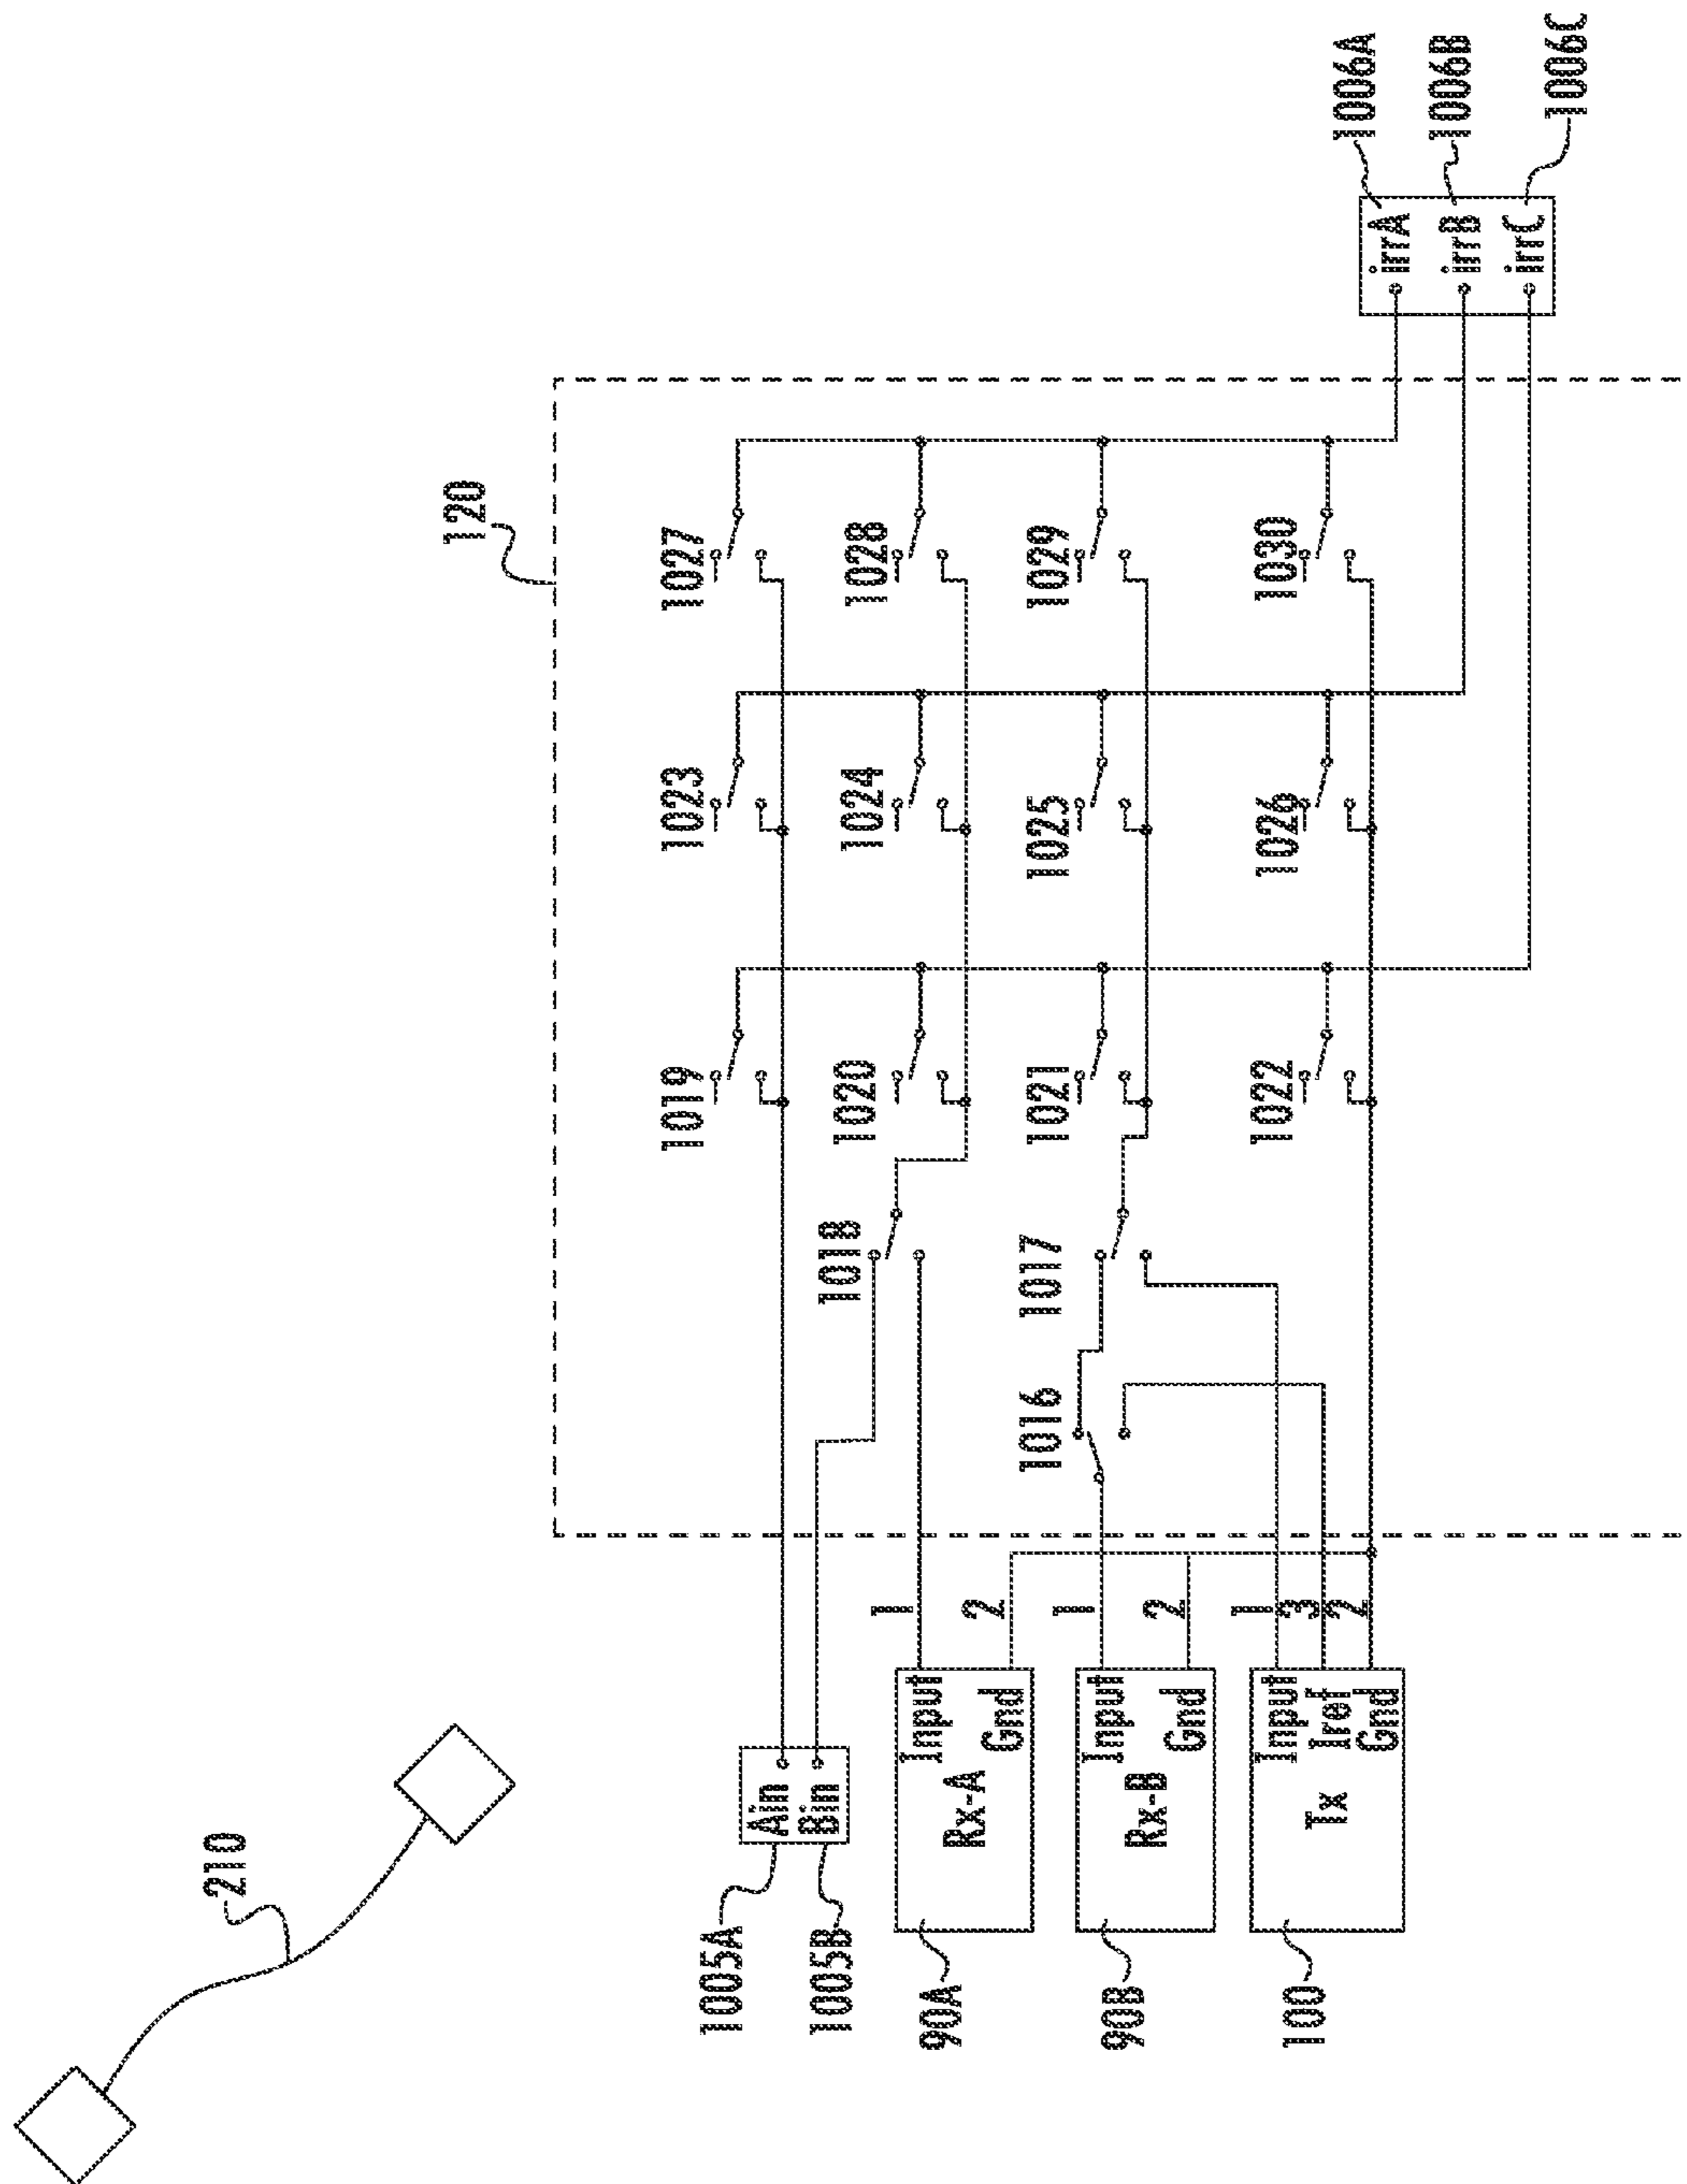 210
120
1006A
1006B
1006C
irrA
irrB
irrC
1027
1028
1029
1030
1023
1024
1025
1026
1019
1020
1021
1022
1018
1017
1016
1005A
1005B
Ain
Bin
90A
Rx-A
Input
Gnd
1
2
90B
Rx-B
Input
Gnd
1
2
100
Tx
Input
Iref
Gnd
1
3
2